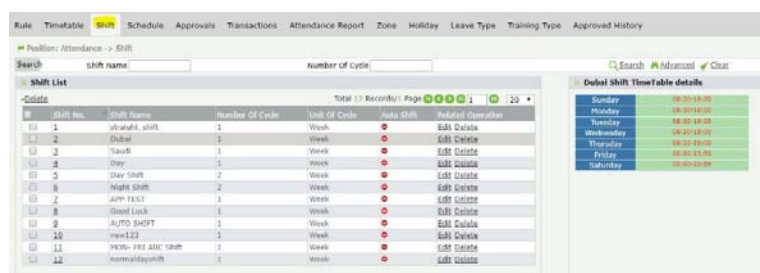 Rule Timetable Shift Schedule Approvals Transactions Attendance Report Zone Holiday Leave Type Training Type Approved History
Position: Attendance -> Shift
Search Shift Name Number Of Cycle Search Advanced Clear
Shift List
Delete Total 12 Records/1 Page 1 20
Shift No. Shift Name Number Of Cycle Unit Of Cycle Auto Shift Related Operation
1 straight_shift 1 Week Edit Delete
2 Dubai 1 Week Edit Delete
3 Saudi 1 Week Edit Delete
4 Day 1 Week Edit Delete
5 Day Shift 2 Week Edit Delete
6 Night Shift 2 Week Edit Delete
7 APP-TEST 1 Week Edit Delete
8 Good Luck 1 Week Edit Delete
9 AUTO SHIFT 1 Week Edit Delete
10 new123 1 Week Edit Delete
11 MON- FRI ABC Shift 1 Week Edit Delete
12 normaldayshift 1 Week Edit Delete
Dubai Shift TimeTable details
Sunday
Monday
Tuesday
Wednesday
Thursday
Friday
Saturday